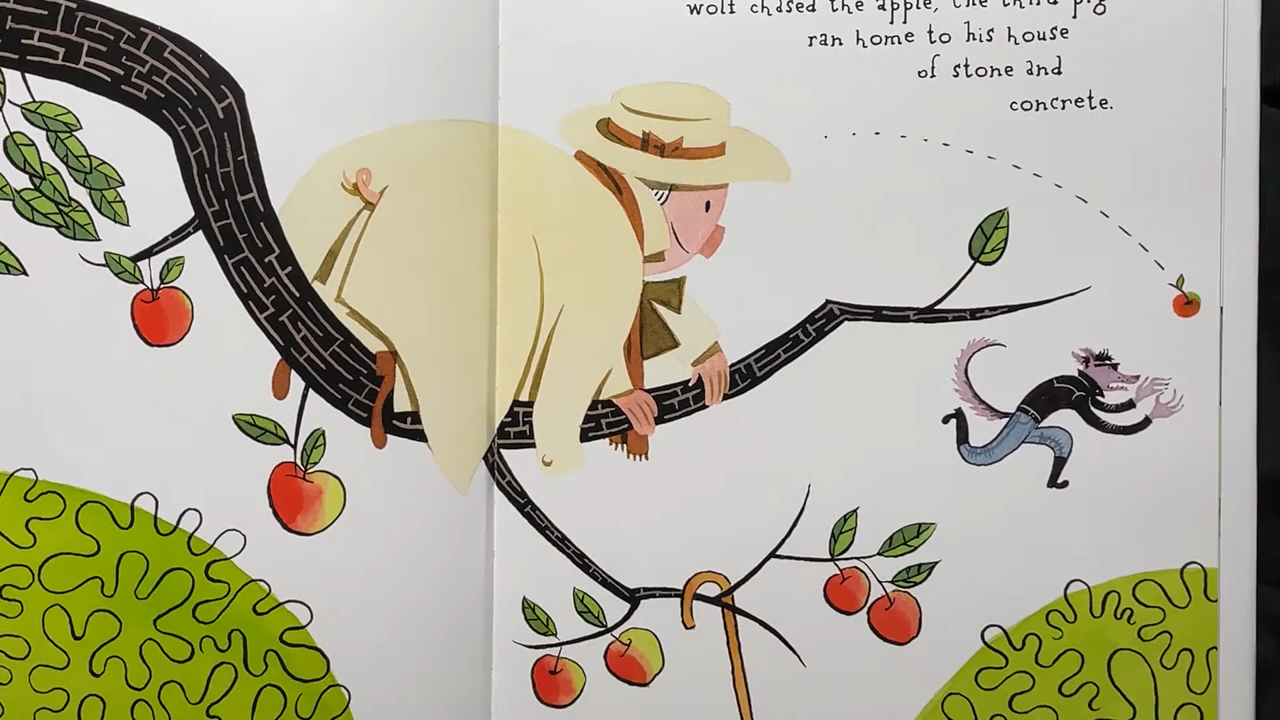 wolf chased the apple, the third pig
ran home to his house
of stone and
concrete.